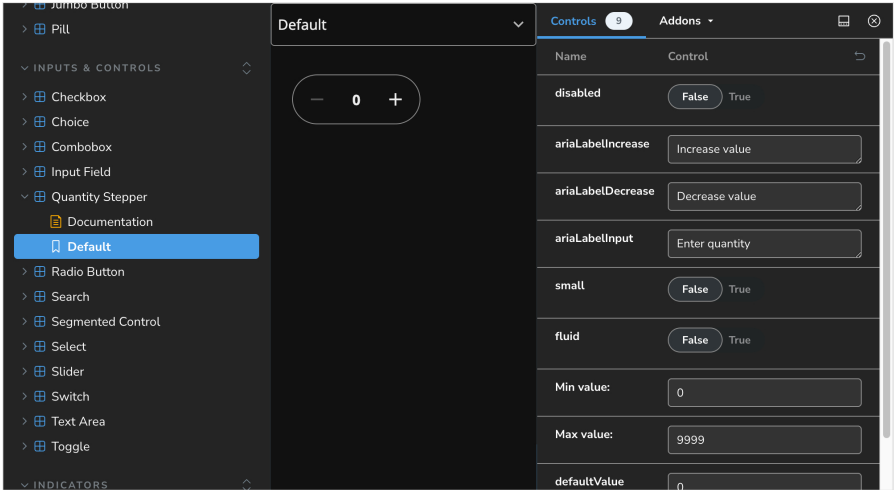 Jumbo Button
Pill
INPUTS & CONTROLS
Checkbox
Choice
Combobox
Input Field
Quantity Stepper
Documentation
Default
Radio Button
Search
Segmented Control
Select
Slider
Switch
Text Area
Toggle
INDICATORS
Default
0
Controls 9 Addons
Name Control
disabled False True
ariaLabelIncrease Increase value
ariaLabelDecrease Decrease value
ariaLabelInput Enter quantity
small False True
fluid False True
Min value: 0
Max value: 9999
defaultValue 0